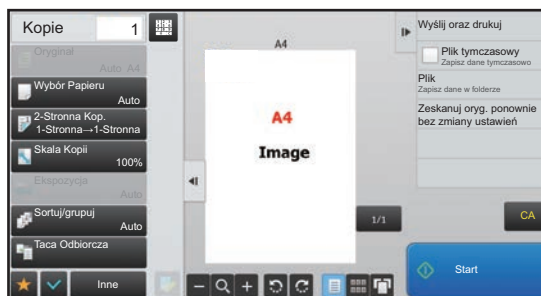 Kopie 1
Oryginał
Auto A4
Wybór Papieru
Auto
2-Stronna Kop.
1-Stronna→1-Stronna
Skala Kopii
100%
Ekspozycja
Auto
Sortuj/grupuj
Auto
Taca Odbiorcza
Inne
A4
A4
Image
1/1
Wyślij oraz drukuj
Plik tymczasowy
Zapisz dane tymczasowo
Plik
Zapisz dane w folderze
Zeskanuj oryg. ponownie
bez zmiany ustawień
CA
Start